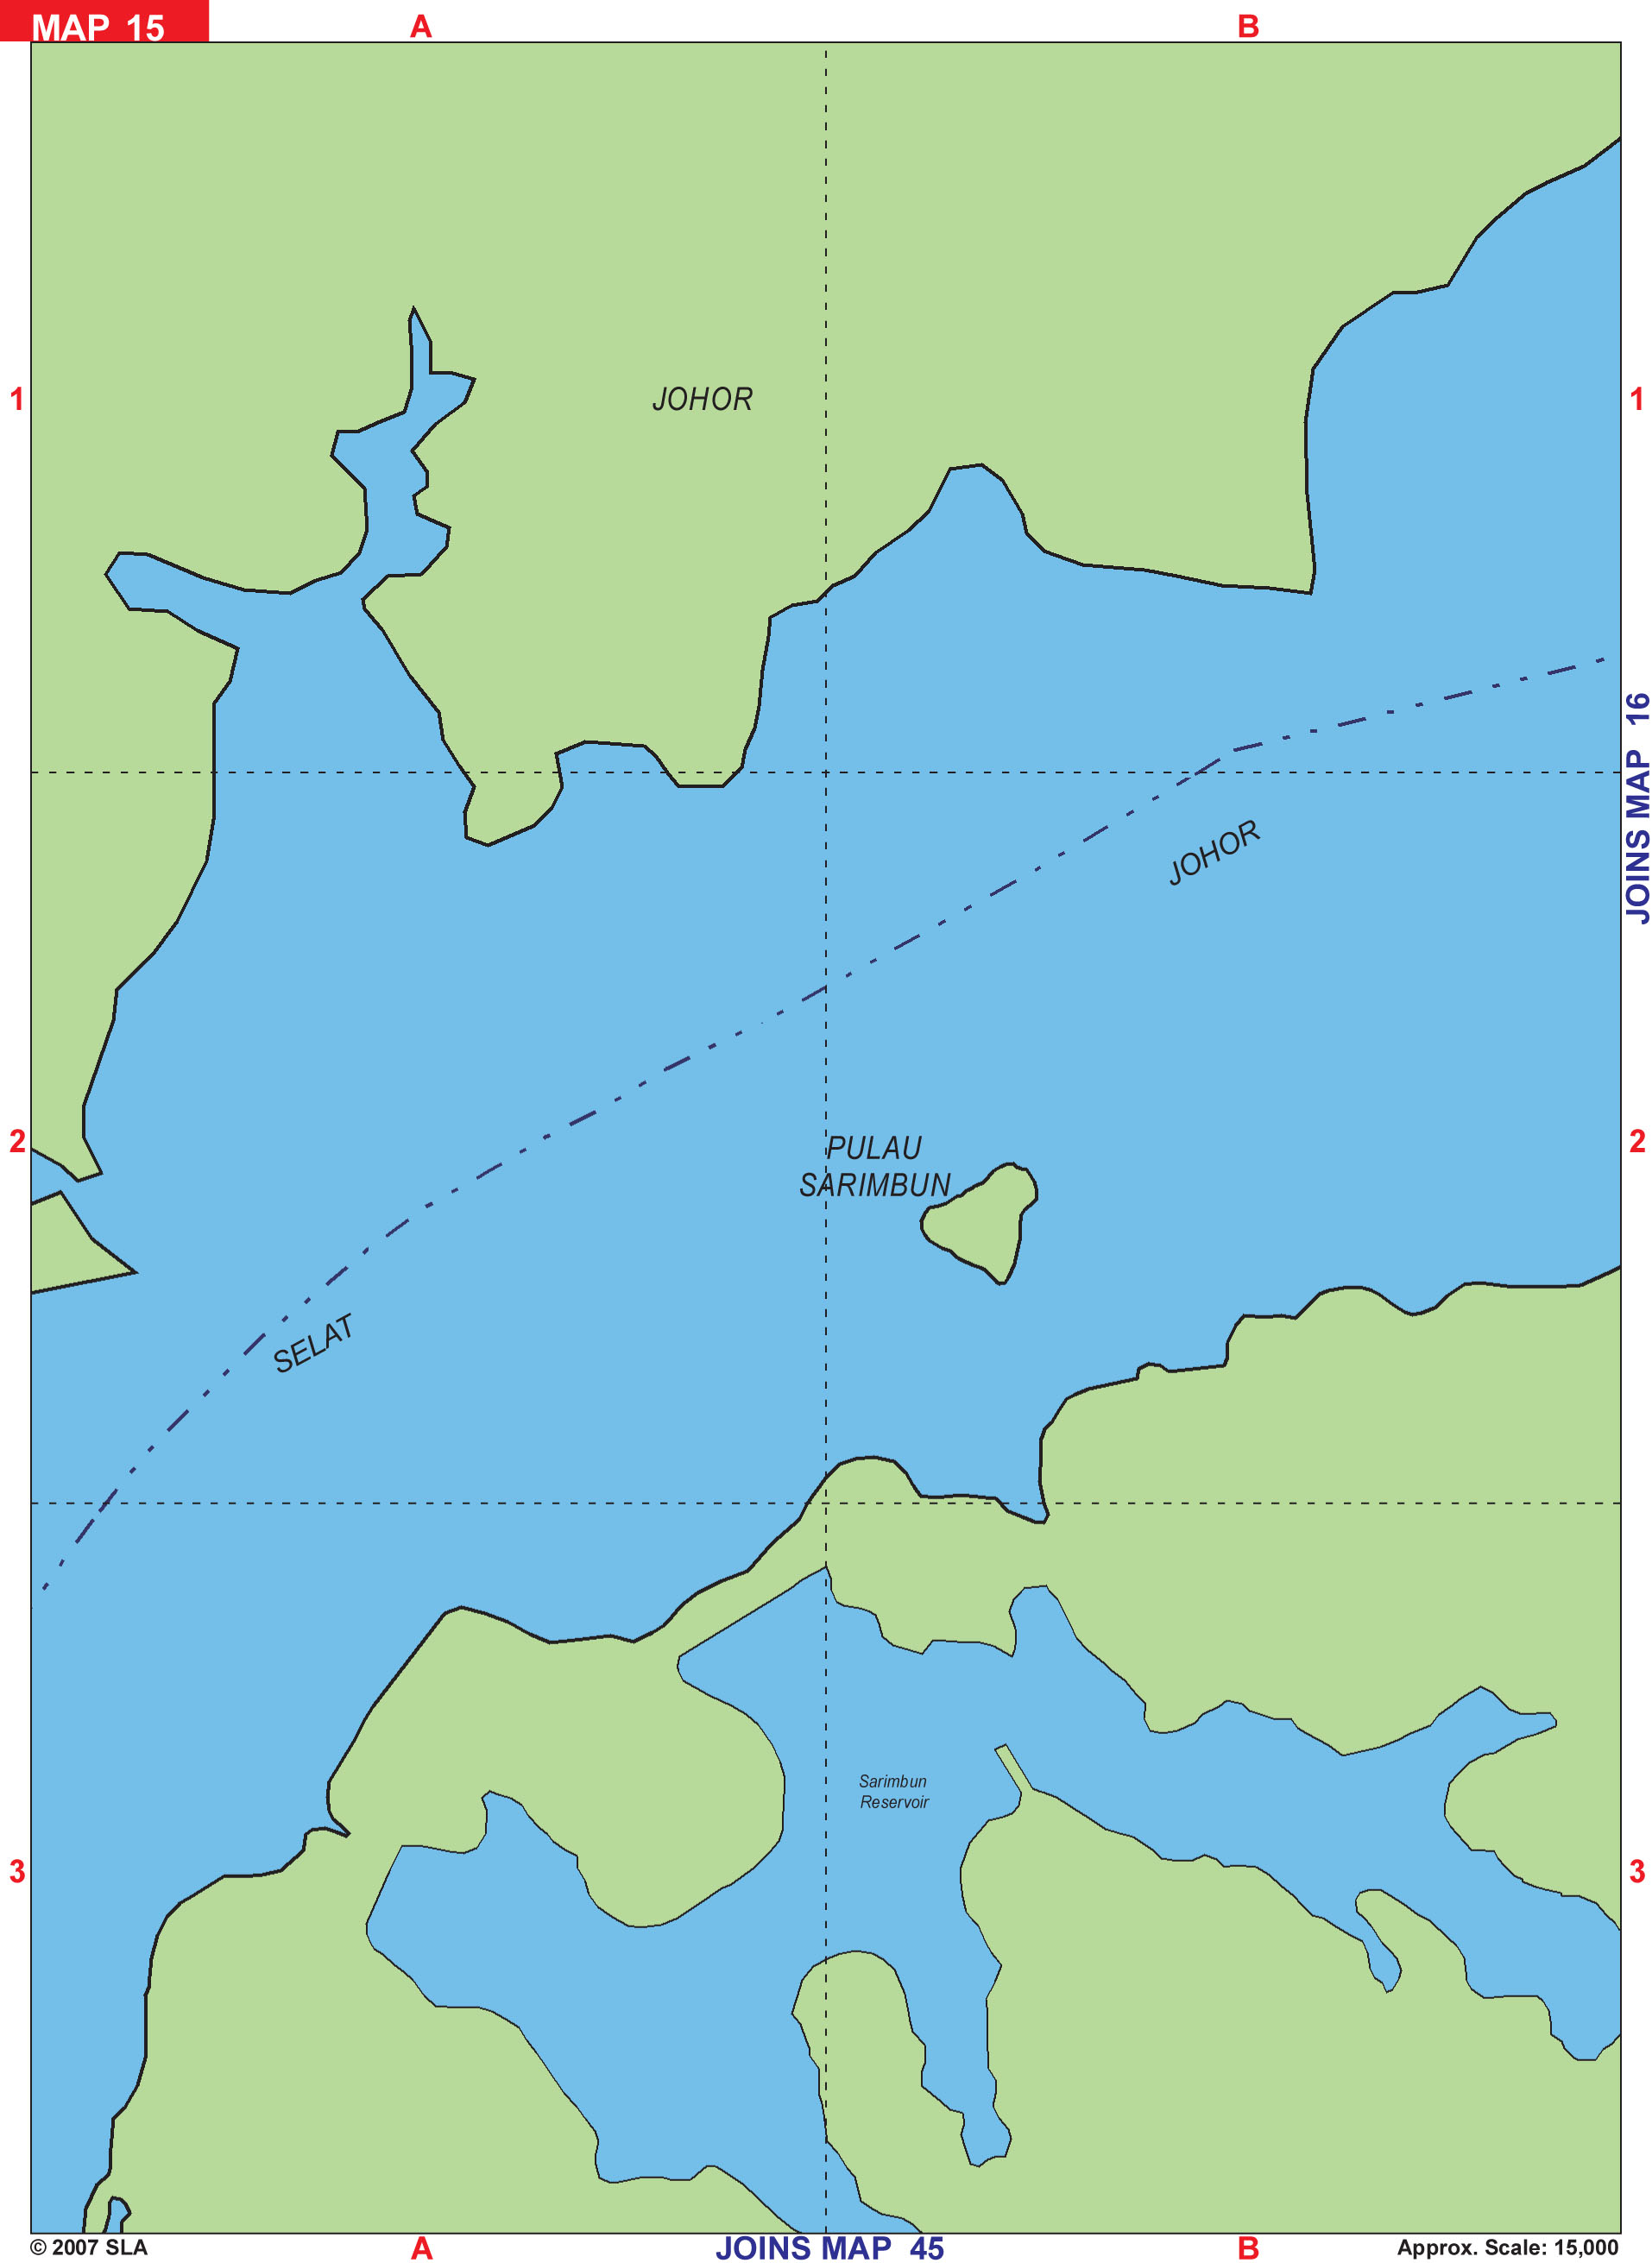 MAP 15
A
B
1
JOHOR
1
JOINS MAP 16
JOHOR
2
PULAU
SARIMBUN
2
SELAT
Sarimbun
Reservoir
3
3
© 2007 SLA
A
JOINS MAP 45
B
Approx. Scale: 15,000